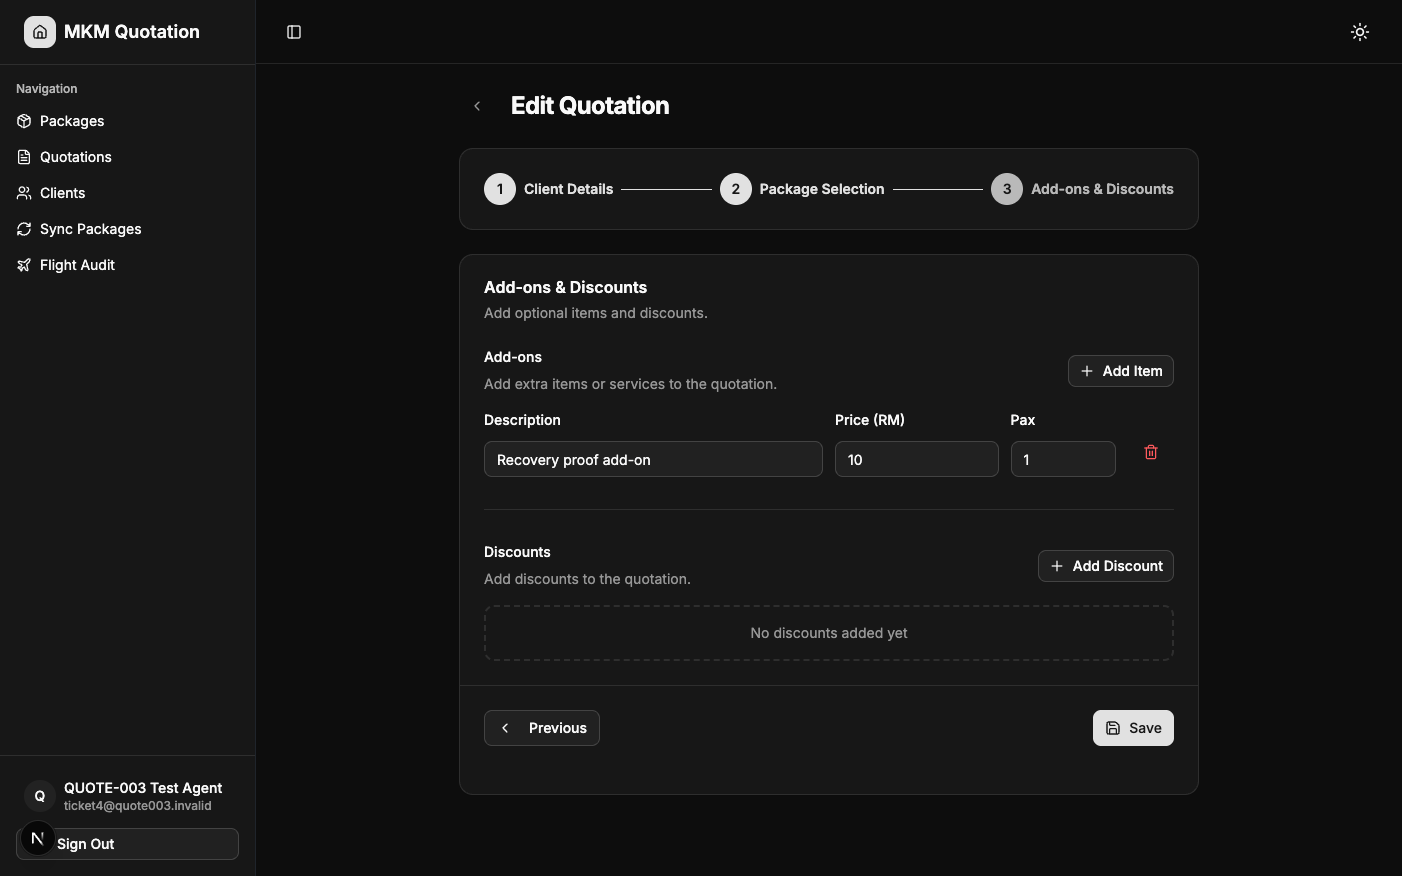 MKM Quotation
Navigation
Packages
Quotations
Clients
Sync Packages
Flight Audit
Q
QUOTE-003 Test Agent
ticket4@quote003.invalid
N
Sign Out
Edit Quotation
1 Client Details
2 Package Selection
3 Add-ons & Discounts
Add-ons & Discounts
Add optional items and discounts.
Add-ons
Add extra items or services to the quotation.
Add Item
Description Price (RM) Pax
Recovery proof add-on 10 1
Discounts
Add discounts to the quotation.
Add Discount
No discounts added yet
Previous
Save